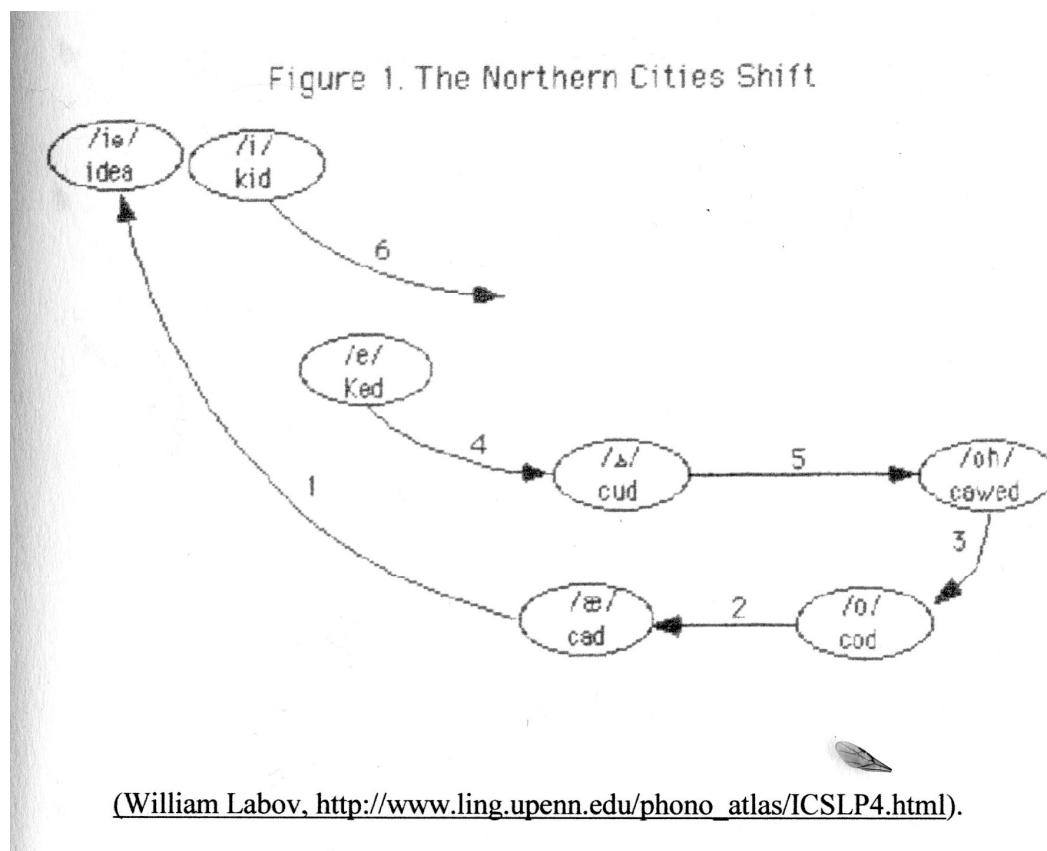 Figure 1. The Northern Cities Shift
/iə/
idea
/i/
kid
6
/e/
Ked
4
/ʌ/
cud
5
/oh/
cawed
1
3
/æ/
cad
2
/o/
cod
(William Labov, http://www.ling.upenn.edu/phono_atlas/ICSLP4.html).